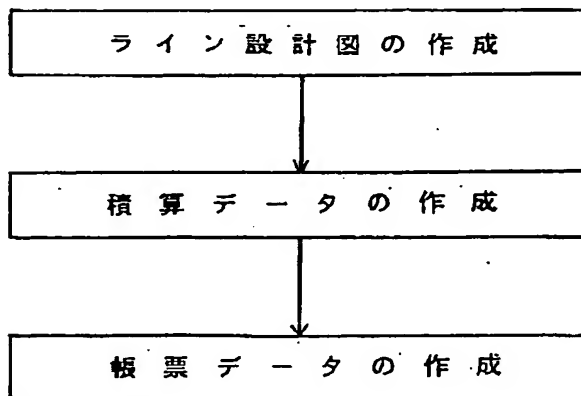 ライン設計図の作成
積算データの作成
帳票データの作成